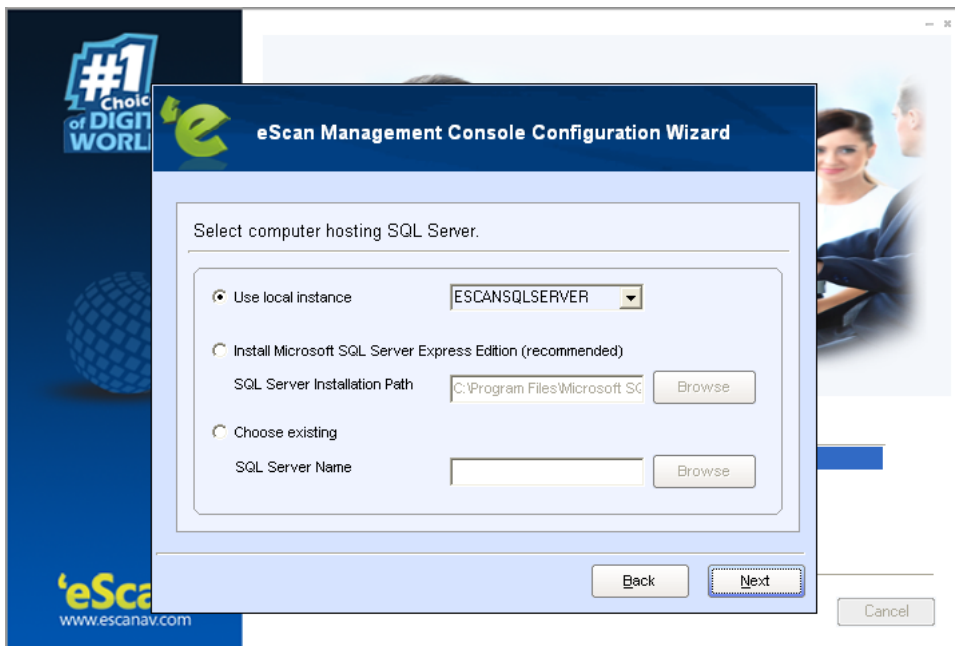 #1
Choic
of DIGIT
WORL
eScan Management Console Configuration Wizard
Select computer hosting SQL Server.
Use local instance
ESCANSQLSERVER
Install Microsoft SQL Server Express Edition (recommended)
SQL Server Installation Path
C:\Program Files\Microsoft SQ
Browse
Choose existing
SQL Server Name
Browse
Back
Next
Cancel
eSca
www.escanav.com